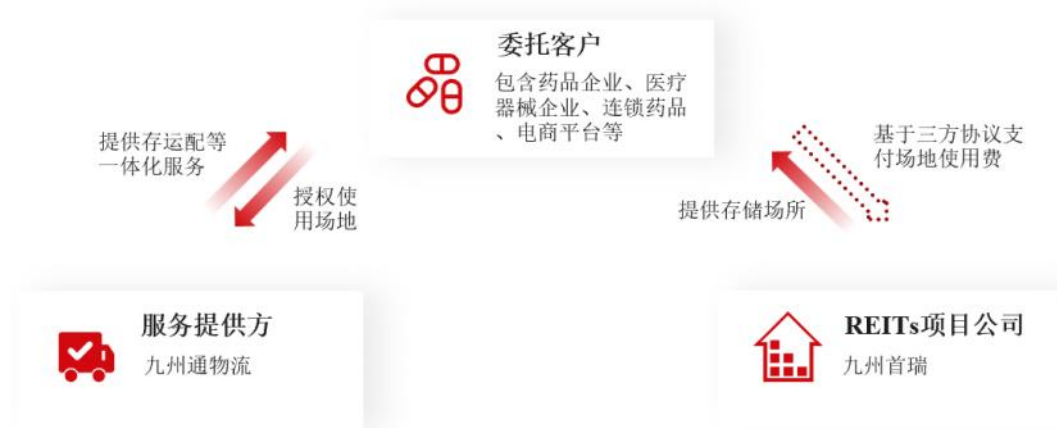 委托客户
包含药品企业、医疗
器械企业、连锁药品
、电商平台等
提供存运配等
一体化服务
授权使
用场地
基于三方协议支
付场地使用费
提供存储场所
服务提供方
九州通物流
REITs项目公司
九州首瑞